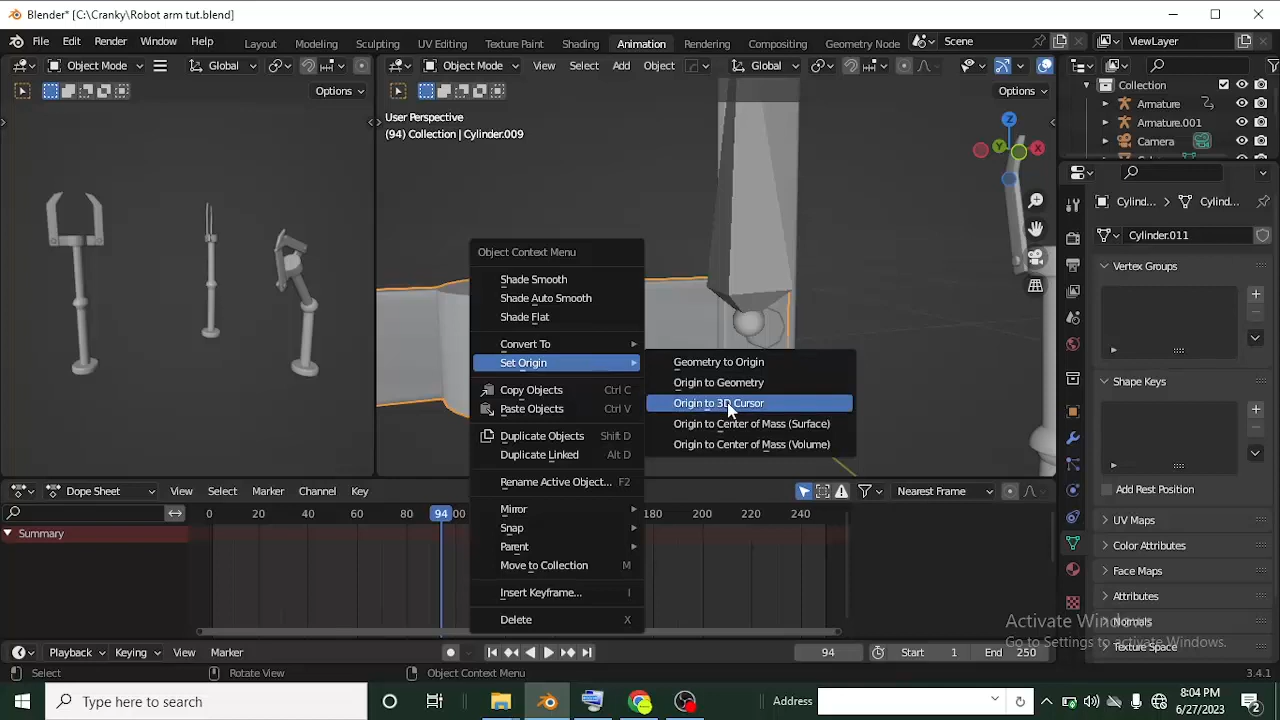 Blender* [C:\Cranky\Robot arm tut.blend]
File Edit Render Window Help Layout Modeling Sculpting UV Editing Texture Paint Shading Animation Rendering Compositing Geometry Node Scene ViewLayer
Object Mode Global Object Mode View Select Add Object Global
Options Options
Collection
Armature
Armature.001
Camera
User Perspective
(94) Collection | Cylinder.009
Z
Y
X
Cylind... > Cylind...
Cylinder.011
Vertex Groups
Shape Keys
Add Rest Position
UV Maps
Color Attributes
Face Maps
Attributes
Normals
Texture Space
Object Context Menu
Shade Smooth
Shade Auto Smooth
Shade Flat
Convert To
Set Origin
Copy Objects Ctrl C
Paste Objects Ctrl V
Duplicate Objects Shift D
Duplicate Linked Alt D
Rename Active Object... F2
Mirror
Snap
Parent
Move to Collection M
Insert Keyframe... I
Delete X
Geometry to Origin
Origin to Geometry
Origin to 3D Cursor
Origin to Center of Mass (Surface)
Origin to Center of Mass (Volume)
Dope Sheet View Select Marker Channel Key Nearest Frame
0 20 40 60 80 94 00 180 200 220 240
Summary
Activate Windows
Go to Settings to activate Windows.
Playback Keying View Marker 94 Start 1 End 250
Select Rotate View Object Context Menu 3.4.1
Type here to search Address 8:04 PM
6/27/2023 2